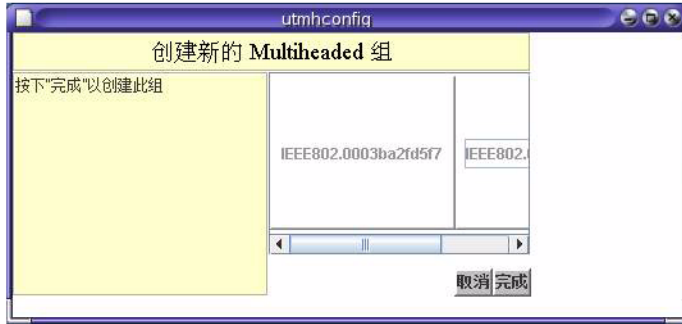 utmhconfig
创建新的 Multiheaded 组
按下"完成"以创建此组
IEEE802.0003ba2fd5f7
IEEE802.
取消 完成